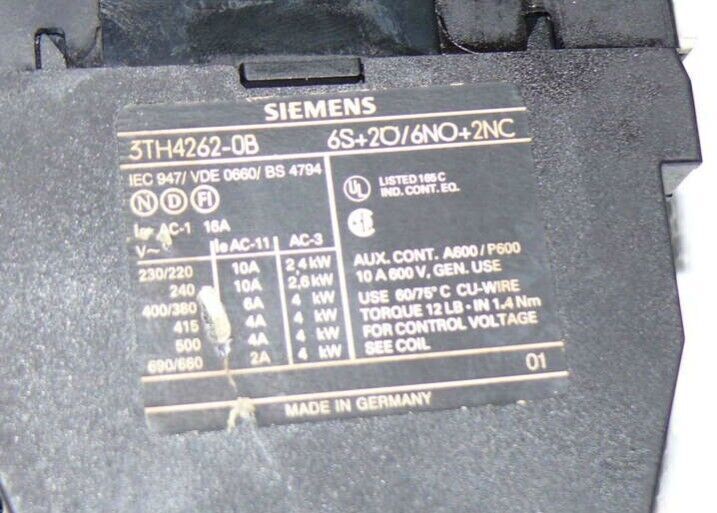 SIEMENS
3TH4262-0B 6S+2Ö/6NO+2NC
IEC 947/ VDE 0660/ BS 4794
N D FI
AC-1 16A
V~ Ie AC-11 AC-3
230/220 10A 2,4 kW
240 10A 2,6 kW
400/380 6A 4 kW
415 4A 4 kW
500 4A 4 kW
690/660 2A 4 kW
UL LISTED 165 C
IND. CONT. EQ.
AUX. CONT. A600 / P600
10 A 600 V, GEN. USE
USE 60/75° C CU-WIRE
TORQUE 12 LB · IN 1.4 Nm
FOR CONTROL VOLTAGE
SEE COIL
01
MADE IN GERMANY